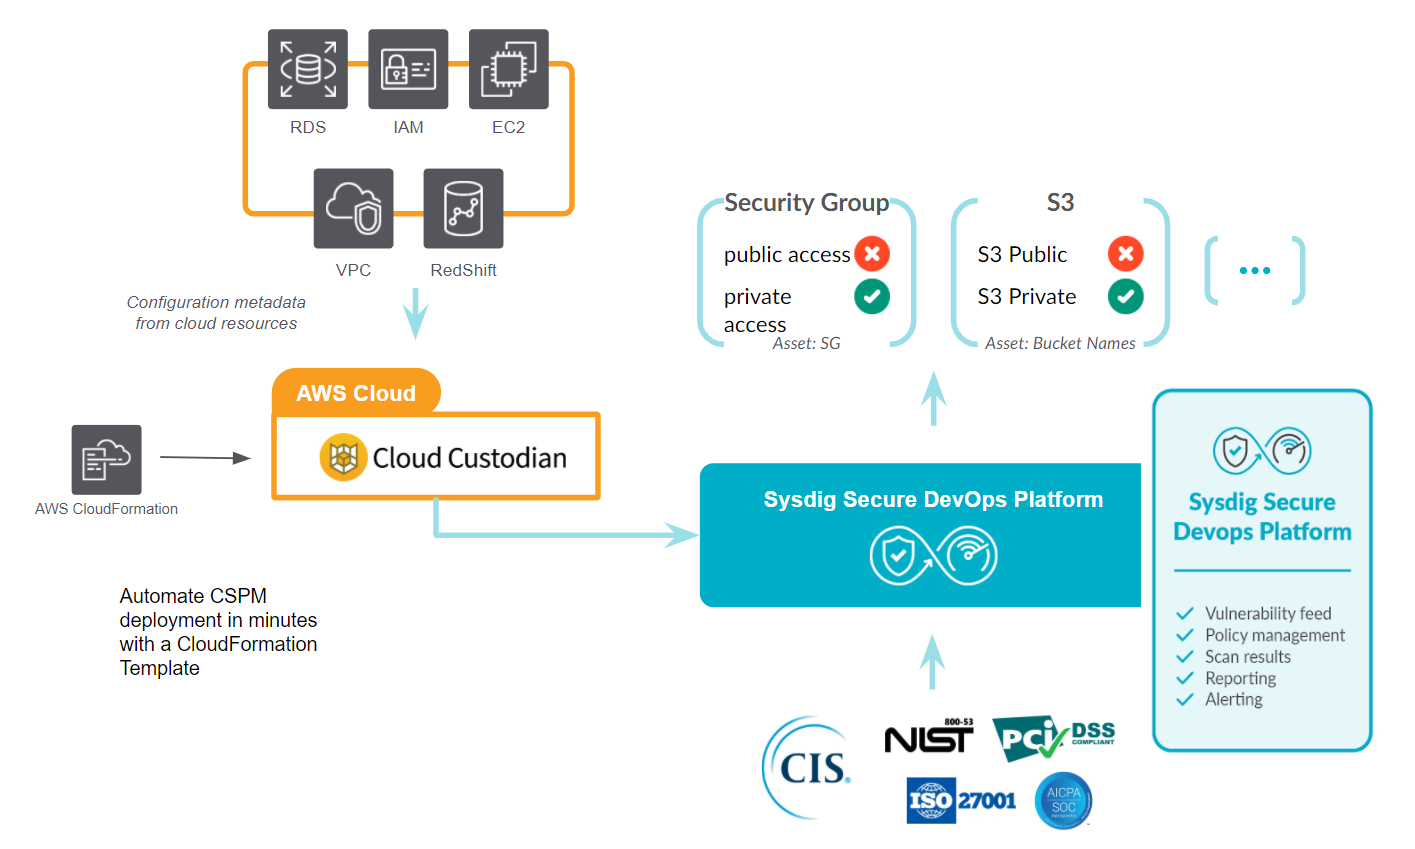 RDS
IAM
EC2
VPC
RedShift
Configuration metadata
from cloud resources
AWS Cloud
Cloud Custodian
AWS CloudFormation
Automate CSPM
deployment in minutes
with a CloudFormation
Template
Security Group
public access
private
access
Asset: SG
S3
S3 Public
S3 Private
Asset: Bucket Names
...
Sysdig Secure DevOps Platform
Sysdig Secure
Devops Platform
Vulnerability feed
Policy management
Scan results
Reporting
Alerting
CIS®
800-53
NIST
PCi DSS
COMPLIANT
ISO 27001
AICPA
SOC